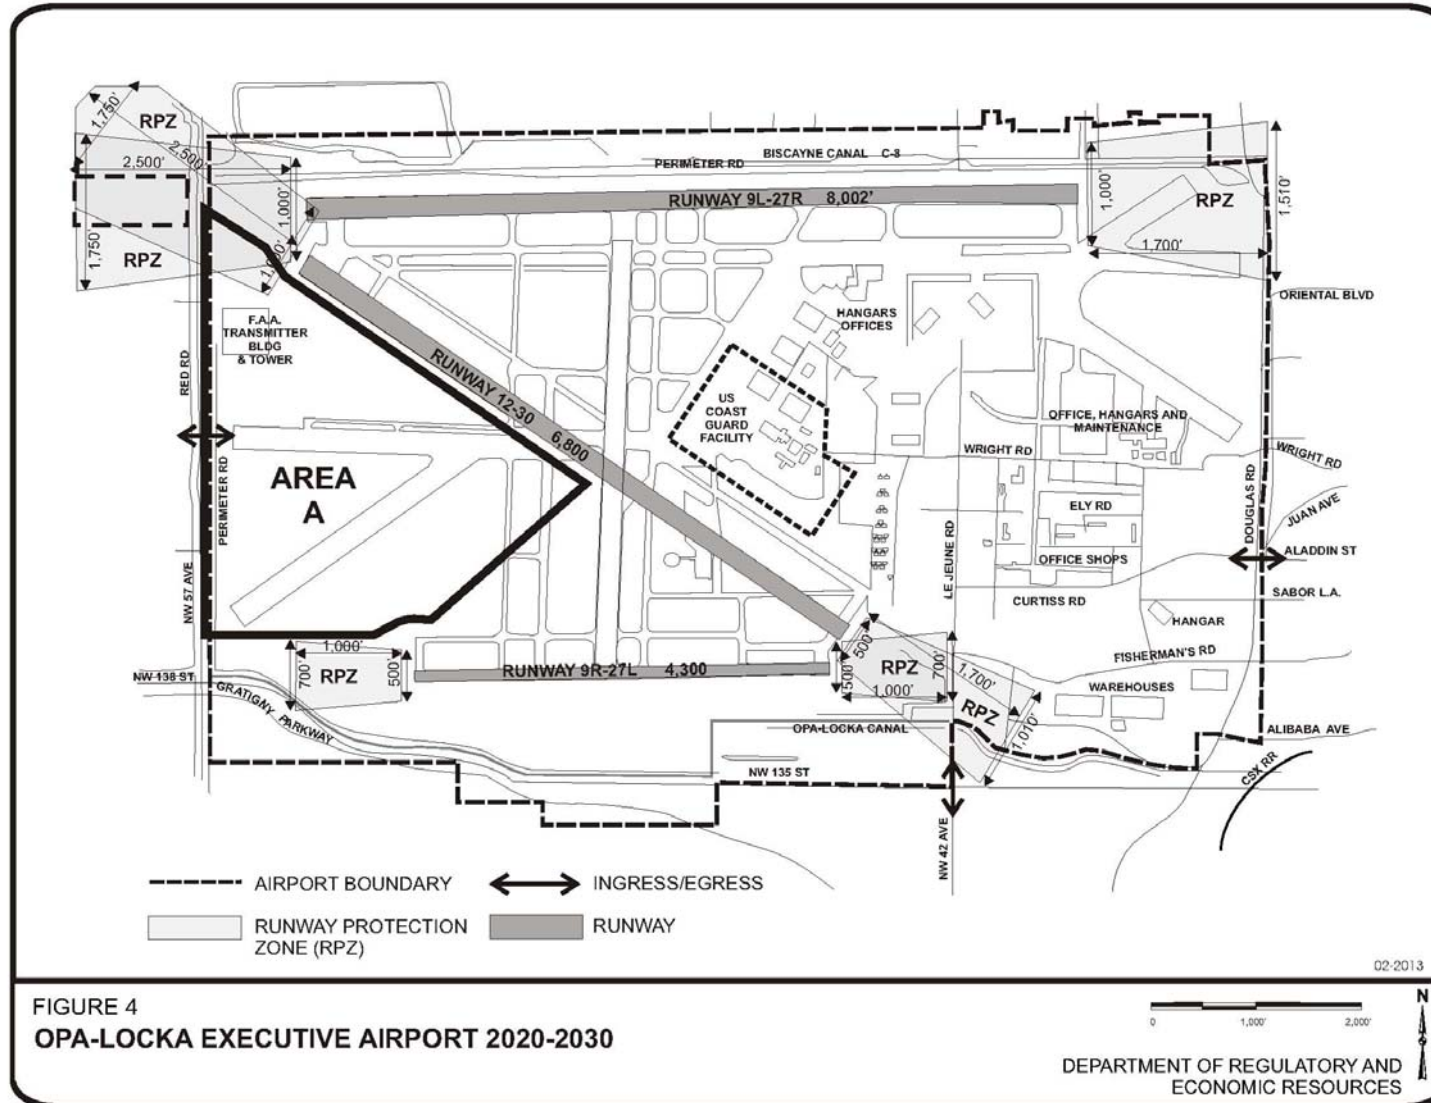 1,750'
RPZ
2,500'
2,500'
1,000'
1,750'
RPZ
1,000'
BISCAYNE CANAL C-8
PERIMETER RD
RUNWAY 9L-27R 8,002'
1,000'
RPZ
1,510'
1,700'
ORIENTAL BLVD
F.A.A.
TRANSMITTER
BLDG
& TOWER
HANGARS
OFFICES
RED RD
RUNWAY 12-30 6,800
US
COAST
GUARD
FACILITY
OFFICE, HANGARS AND
MAINTENANCE
WRIGHT RD
WRIGHT RD
AREA
A
PERIMETER RD
DOUGLAS RD
ELY RD
JUAN AVE
OFFICE SHOPS
ALADDIN ST
LE JEUNE RD
NW 57 AVE
CURTISS RD
SABOR L.A.
HANGAR
1,000'
700'
RPZ
500'
RUNWAY 9R-27L 4,300
500'
500'
RPZ
700'
1,000'
1,700'
FISHERMAN'S RD
NW 138 ST
GRATIGNY PARKWAY
WAREHOUSES
RPZ
1,010'
OPA-LOCKA CANAL
ALIBABA AVE
NW 135 ST
CSX RR
NW 42 AVE
AIRPORT BOUNDARY
INGRESS/EGRESS
RUNWAY PROTECTION
ZONE (RPZ)
RUNWAY
02-2013
FIGURE 4
OPA-LOCKA EXECUTIVE AIRPORT 2020-2030
0 1,000' 2,000'
N
DEPARTMENT OF REGULATORY AND
ECONOMIC RESOURCES